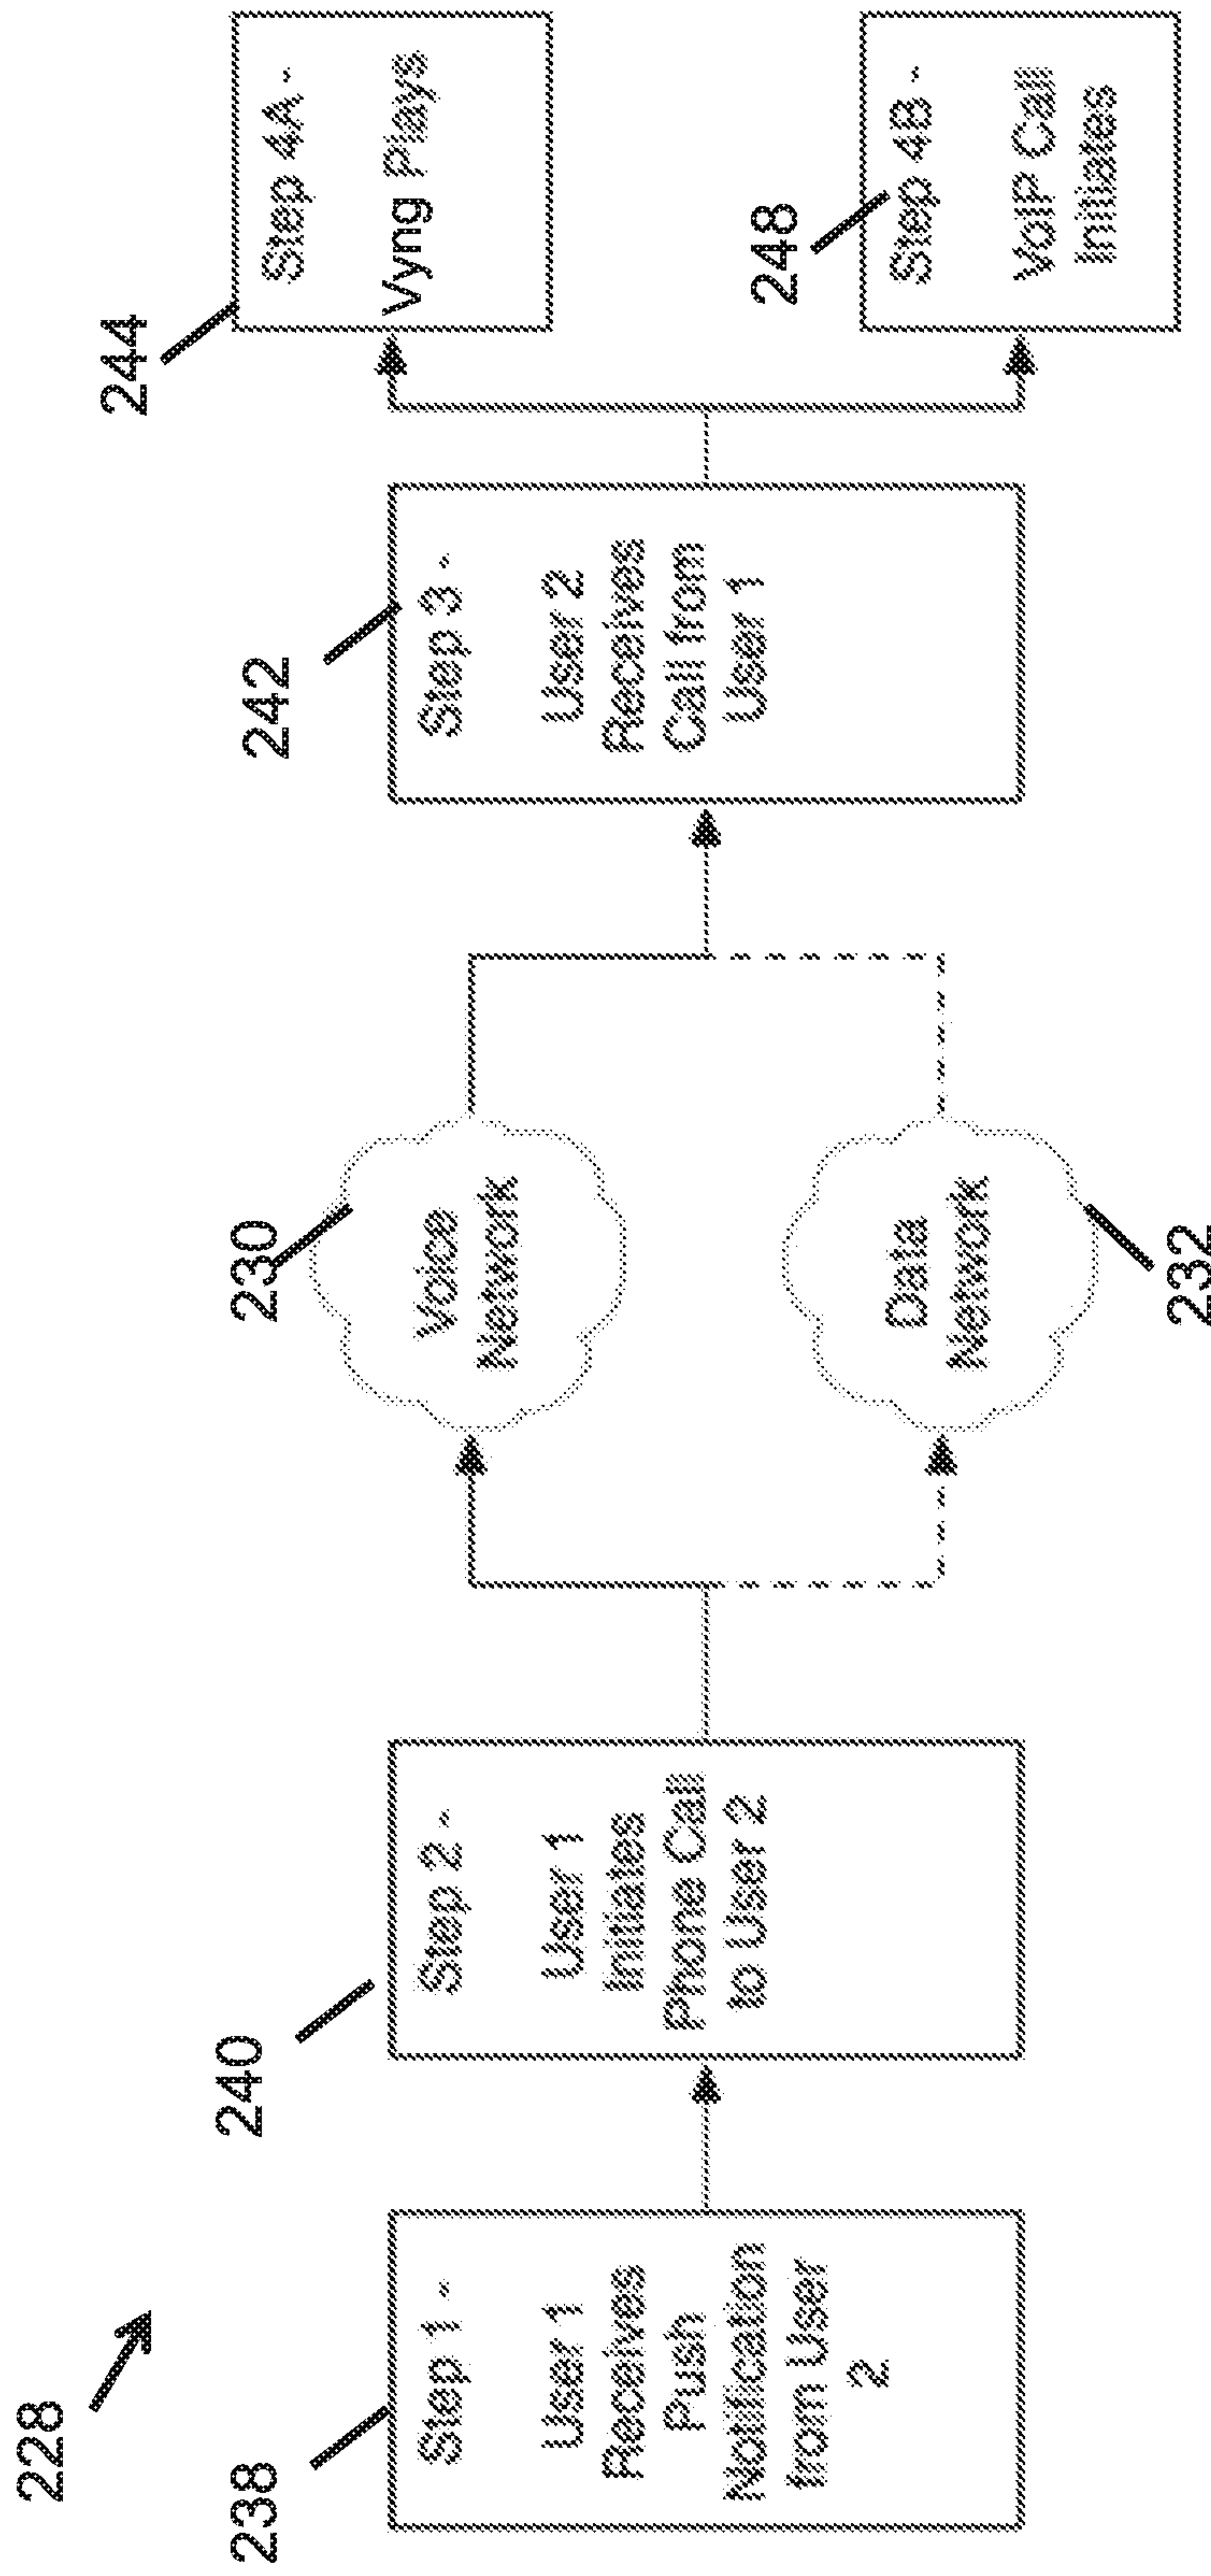 228
238
Step 1 -
User 1
Receives
Push
Notification
from User
2
240
Step 2 -
User 1
Initiates
Phone Call
to User 2
230
Voice
Network
Data
Network
232
242
Step 3 -
User 2
Receives
Call from
User 1
244
Step 4A -
Vyng Plays
248
Step 4B -
VoIP Call
Initiates